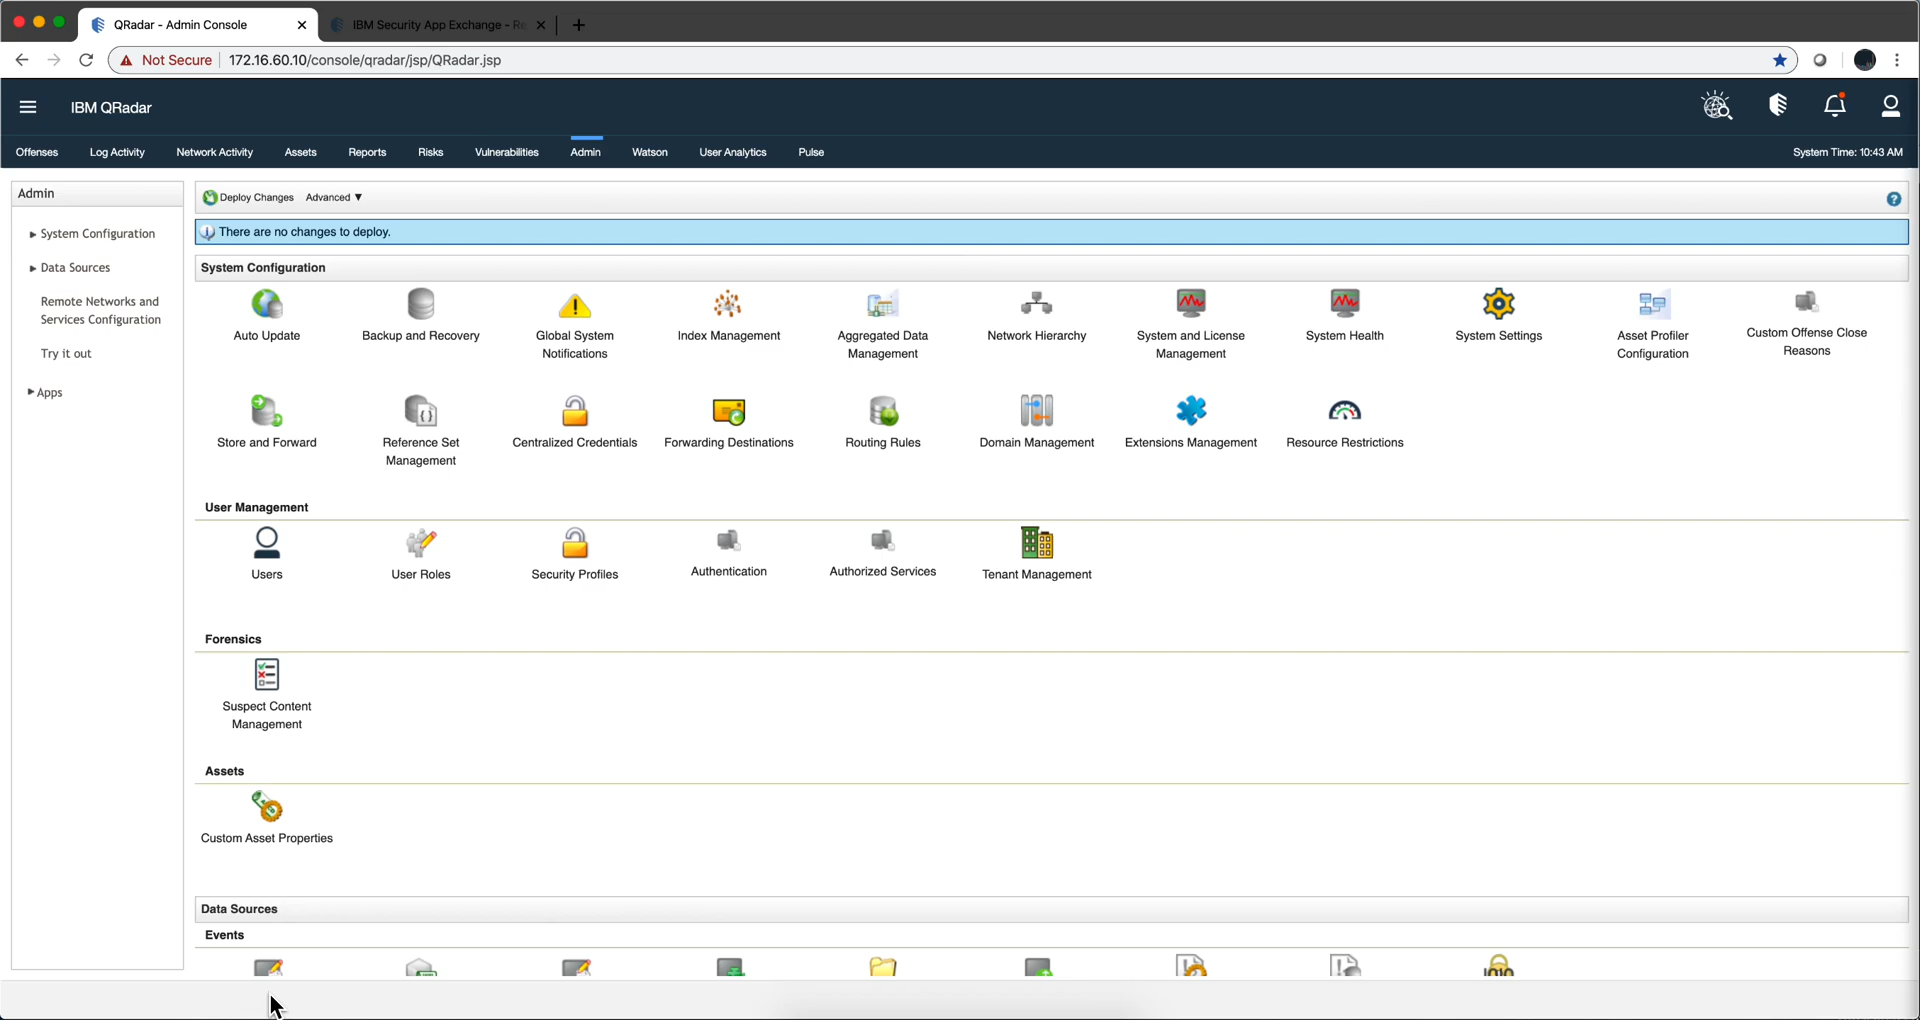 QRadar - Admin Console
IBM Security App Exchange - Re
Not Secure
172.16.60.10/console/qradar/jsp/QRadar.jsp
IBM QRadar
Offenses
Log Activity
Network Activity
Assets
Reports
Risks
Vulnerabilities
Admin
Watson
User Analytics
Pulse
System Time: 10:43 AM
Admin
System Configuration
Data Sources
Remote Networks and
Services Configuration
Try it out
Apps
Deploy Changes
Advanced ▼
There are no changes to deploy.
System Configuration
Auto Update
Backup and Recovery
Global System
Notifications
Index Management
Aggregated Data
Management
Network Hierarchy
System and License
Management
System Health
System Settings
Asset Profiler
Configuration
Custom Offense Close
Reasons
Store and Forward
Reference Set
Management
Centralized Credentials
Forwarding Destinations
Routing Rules
Domain Management
Extensions Management
Resource Restrictions
User Management
Users
User Roles
Security Profiles
Authentication
Authorized Services
Tenant Management
Forensics
Suspect Content
Management
Assets
Custom Asset Properties
Data Sources
Events